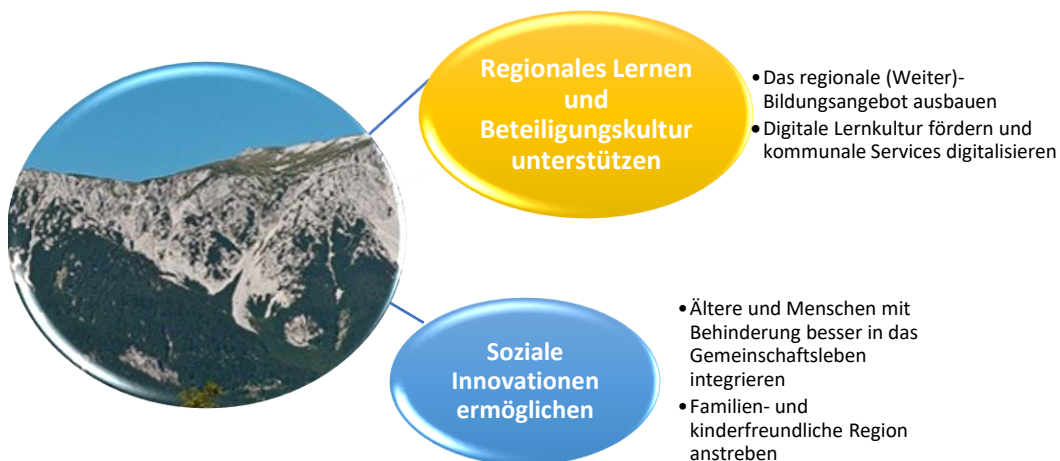 Regionales Lernen
und
Beteiligungskultur
unterstützen
•Das regionale (Weiter)-
Bildungsangebot ausbauen
•Digitale Lernkultur fördern und
kommunale Services digitalisieren
Soziale
Innovationen
ermöglichen
•Ältere und Menschen mit
Behinderung besser in das
Gemeinschaftsleben
integrieren
•Familien- und
kinderfreundliche Region
anstreben